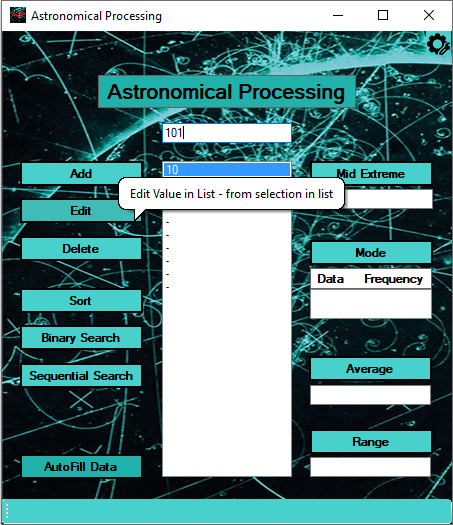 Astronomical Processing
Astronomical Processing
101
Add
10
Mid Extreme
Edit Value in List - from selection in list
Edit
-
-
-
-
-
-
Delete
Mode
Data Frequency
Sort
Binary Search
Sequential Search
Average
Range
AutoFill Data